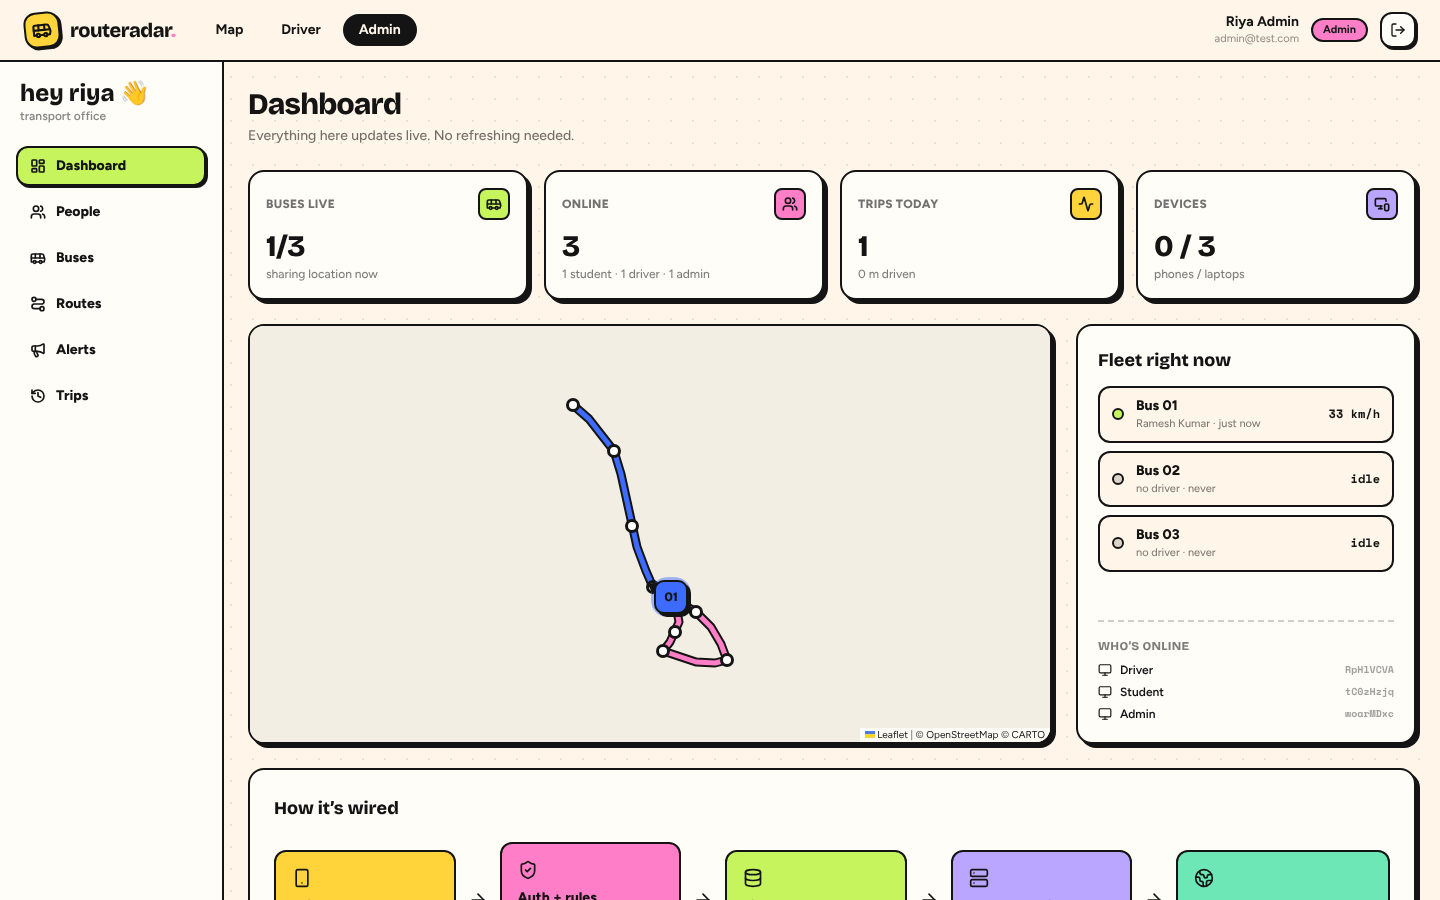 routeradar.
Map
Driver
Admin
Riya Admin
admin@test.com
Admin
hey riya 👋
transport office
Dashboard
People
Buses
Routes
Alerts
Trips
Dashboard
Everything here updates live. No refreshing needed.
BUSES LIVE
1/3
sharing location now
ONLINE
3
1 student · 1 driver · 1 admin
TRIPS TODAY
1
0 m driven
DEVICES
0 / 3
phones / laptops
01
Leaflet | © OpenStreetMap © CARTO
Fleet right now
Bus 01
Ramesh Kumar · just now
33 km/h
Bus 02
no driver · never
idle
Bus 03
no driver · never
idle
WHO'S ONLINE
Driver
RpHlVCVA
Student
tC0zHzjq
Admin
woarMDxc
How it's wired
Auth + rules